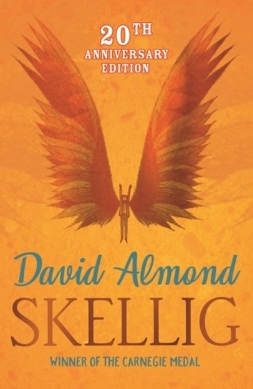 20TH
ANNIVERSARY
EDITION
David Almond
SKELLIG
WINNER OF THE CARNEGIE MEDAL